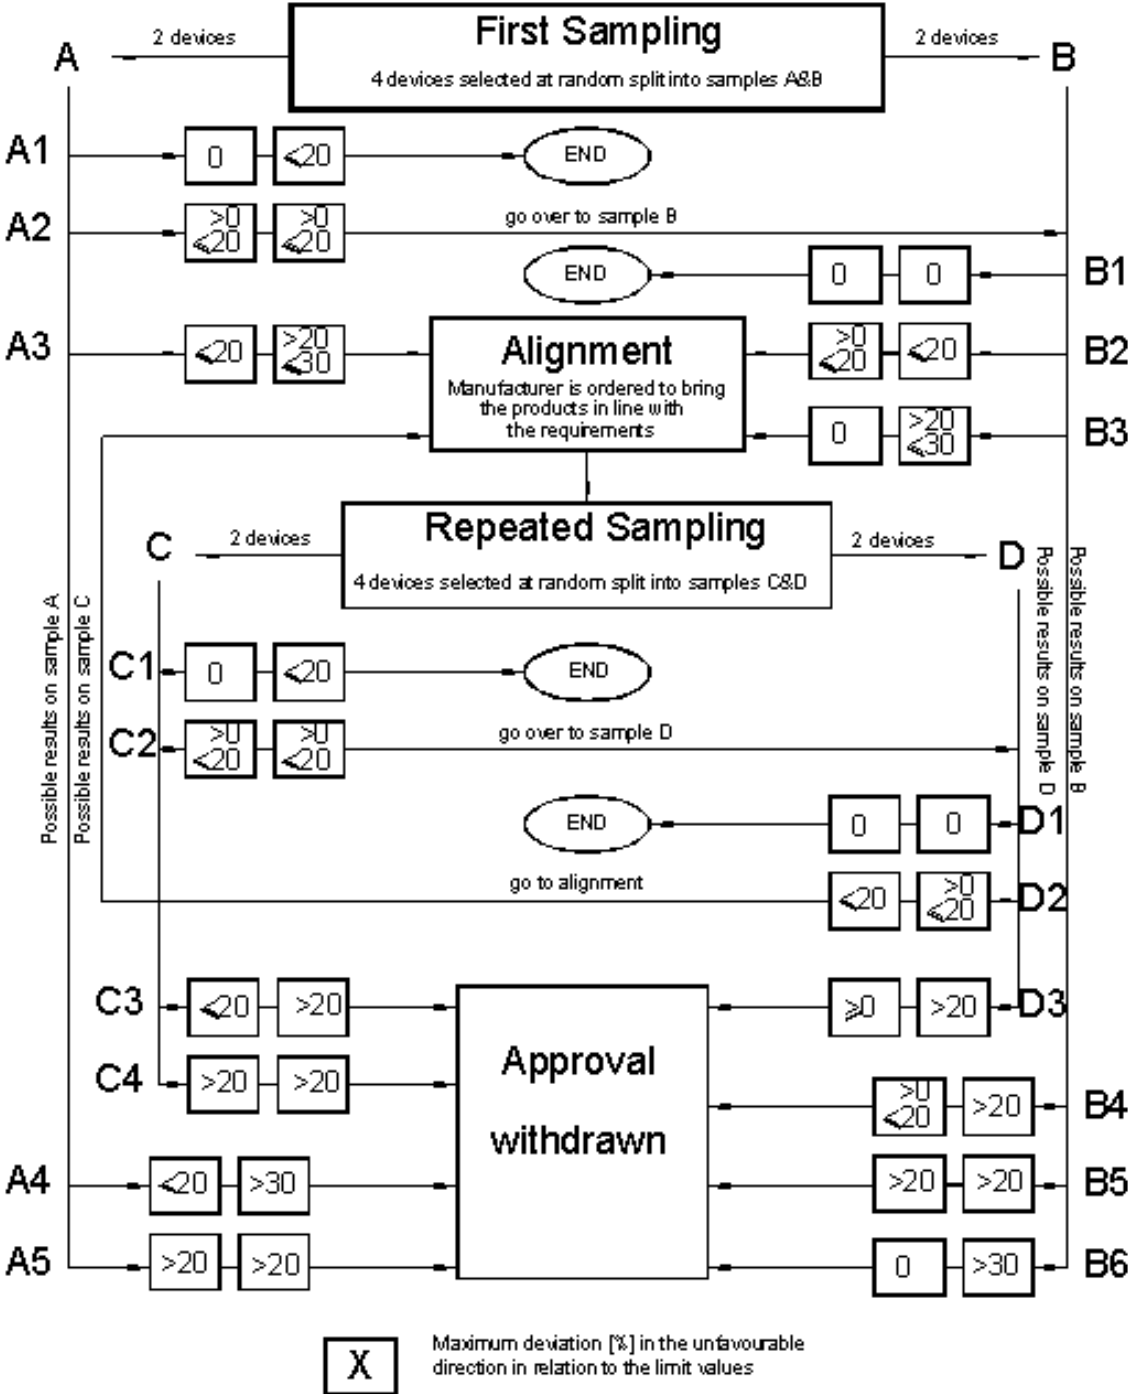 First Sampling
4 devices selected at random split into samples A&B
A
2 devices
2 devices
B
A1
0
⩽20
END
A2
>0
⩽20
>0
⩽20
go over to sample B
END
0
0
B1
A3
⩽20
>20
⩽30
Alignment
Manufacturer is ordered to bring
the products in line with
the requirements
>0
⩽20
⩽20
B2
0
>20
⩽30
B3
Repeated Sampling
4 devices selected at random split into samples C&D
C
2 devices
2 devices
D
Possible results on sample A
Possible results on sample C
Possible results on sample D
Possible results on sample B
C1
0
⩽20
END
C2
>0
⩽20
>0
⩽20
go over to sample D
END
0
0
D1
go to alignment
⩽20
>0
⩽20
D2
C3
⩽20
>20
Approval
withdrawn
⩾0
>20
D3
C4
>20
>20
>0
⩽20
>20
B4
A4
⩽20
>30
>20
>20
B5
A5
>20
>20
0
>30
B6
X
Maximum deviation [%] in the unfavourable
direction in relation to the limit values